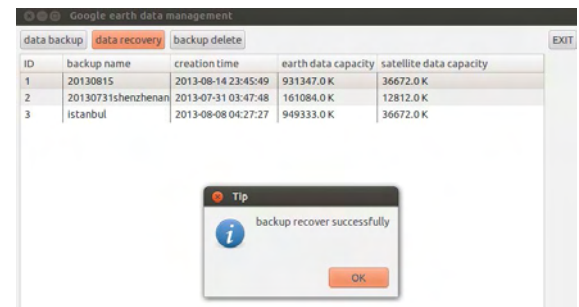 Google earth data management
data backup data recovery backup delete EXIT
ID backup name creation time earth data capacity satellite data capacity
1 20130815 2013-08-14 23:45:49 931347.0 K 36672.0 K
2 20130731shenzhenan 2013-07-31 03:47:48 161084.0 K 12812.0 K
3 istanbul 2013-08-08 04:27:27 949333.0 K 36672.0 K
Tip
backup recover successfully
OK